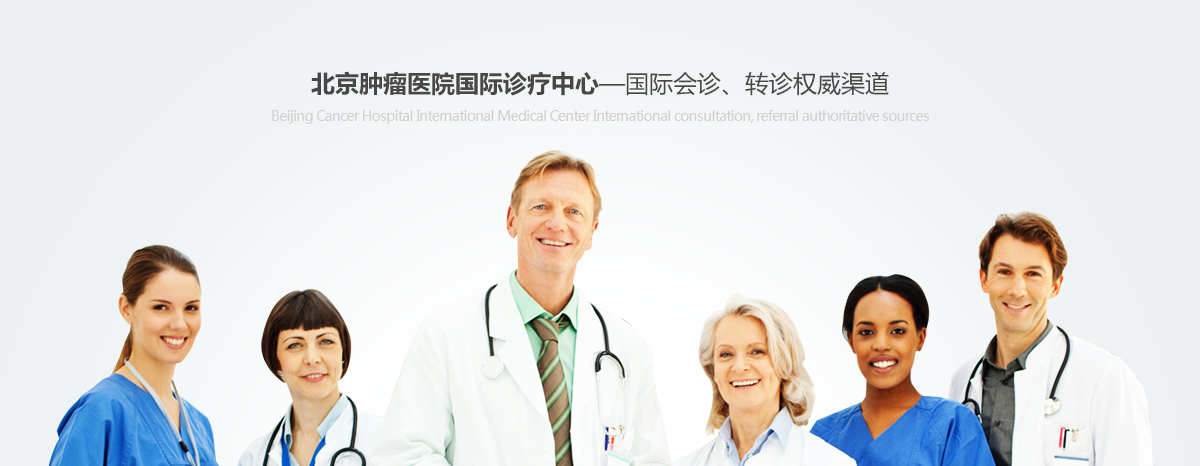 北京肿瘤医院国际诊疗中心—国际会诊、转诊权威渠道
Beijing Cancer Hospital International Medical Center International consultation, referral authoritative sources